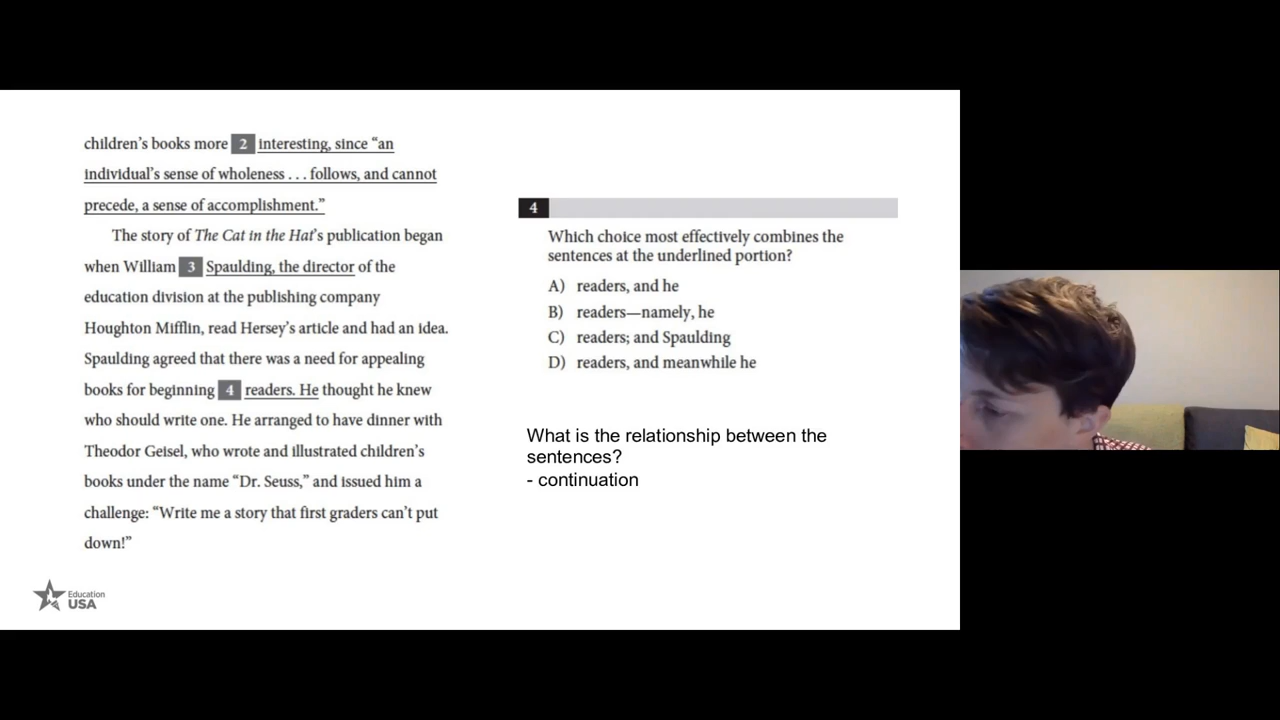 children's books more 2 interesting, since “an
individual's sense of wholeness . . . follows, and cannot
precede, a sense of accomplishment.”
The story of The Cat in the Hat's publication began
when William 3 Spaulding, the director of the
education division at the publishing company
Houghton Mifflin, read Hersey's article and had an idea.
Spaulding agreed that there was a need for appealing
books for beginning 4 readers. He thought he knew
who should write one. He arranged to have dinner with
Theodor Geisel, who wrote and illustrated children's
books under the name “Dr. Seuss,” and issued him a
challenge: “Write me a story that first graders can't put
down!”
4
Which choice most effectively combines the
sentences at the underlined portion?
A) readers, and he
B) readers—namely, he
C) readers; and Spaulding
D) readers, and meanwhile he
What is the relationship between the
sentences?
- continuation
Education
USA